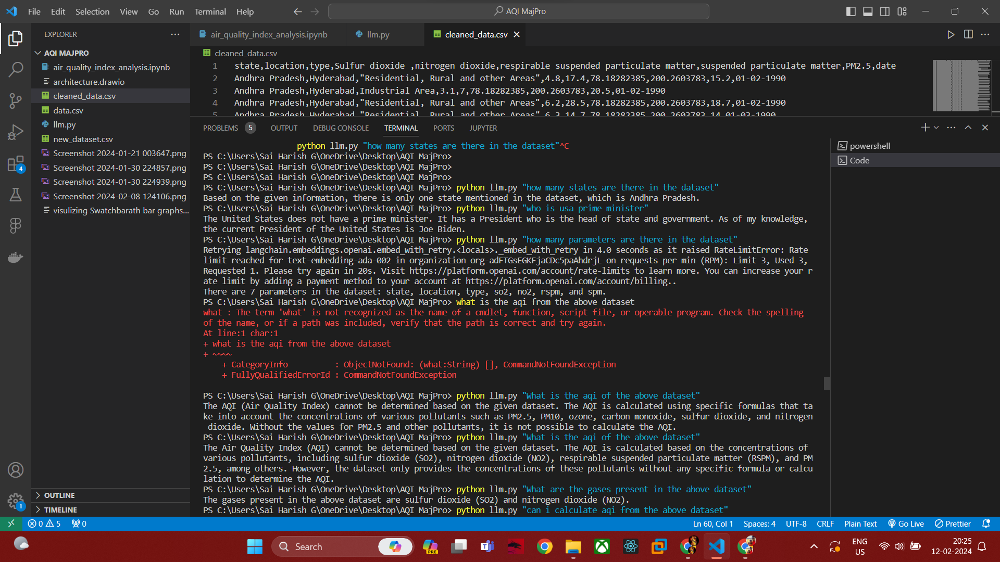 File Edit Selection View Go Run Terminal Help
AQI MajPro
EXPLORER
AQI MAJPRO
air_quality_index_analysis.ipynb
architecture.drawio
cleaned_data.csv
data.csv
llm.py
new_dataset.csv
Screenshot 2024-01-21 003647.png
Screenshot 2024-01-30 224857.png
Screenshot 2024-01-30 224939.png
Screenshot 2024-02-08 124106.png
visulizing Swatchbarath bar graphs...
OUTLINE
TIMELINE
4
1
air_quality_index_analysis.ipynb llm.py cleaned_data.csv
cleaned_data.csv
1 state,location,type,Sulfur dioxide ,nitrogen dioxide,respirable suspended particulate matter,suspended particulate matter,PM2.5,date
2 Andhra Pradesh,Hyderabad,"Residential, Rural and other Areas",4.8,17.4,78.18282385,200.2603783,15.2,01-02-1990
3 Andhra Pradesh,Hyderabad,Industrial Area,3.1,7,78.18282385,200.2603783,20.5,01-02-1990
4 Andhra Pradesh,Hyderabad,"Residential, Rural and other Areas",6.2,28.5,78.18282385,200.2603783,18.7,01-02-1990
5 Andhra Pradesh,Hyderabad,"Residential, Rural and other Areas",6.3,14.7,78.18282385,200.2603783,14,01-03-1990
PROBLEMS 5 OUTPUT DEBUG CONSOLE TERMINAL PORTS JUPYTER
powershell
Code
python llm.py "how many states are there in the dataset"^C
PS C:\Users\Sai Harish G\OneDrive\Desktop\AQI MajPro>
PS C:\Users\Sai Harish G\OneDrive\Desktop\AQI MajPro>
PS C:\Users\Sai Harish G\OneDrive\Desktop\AQI MajPro>
PS C:\Users\Sai Harish G\OneDrive\Desktop\AQI MajPro> python llm.py "how many states are there in the dataset"
Based on the given information, there is only one state mentioned in the dataset, which is Andhra Pradesh.
PS C:\Users\Sai Harish G\OneDrive\Desktop\AQI MajPro> python llm.py "who is usa prime minister"
The United States does not have a prime minister. It has a President who is the head of state and government. As of my knowledge,
the current President of the United States is Joe Biden.
PS C:\Users\Sai Harish G\OneDrive\Desktop\AQI MajPro> python llm.py "how many parameters are there in the dataset"
Retrying langchain.embeddings.openai.embed_with_retry.<locals>._embed_with_retry in 4.0 seconds as it raised RateLimitError: Rate
limit reached for text-embedding-ada-002 in organization org-adFTGsEGKFjaCDc5paAhdrjL on requests per min (RPM): Limit 3, Used 3,
Requested 1. Please try again in 20s. Visit https://platform.openai.com/account/rate-limits to learn more. You can increase your r
ate limit by adding a payment method to your account at https://platform.openai.com/account/billing..
There are 7 parameters in the dataset: state, location, type, so2, no2, rspm, and spm.
PS C:\Users\Sai Harish G\OneDrive\Desktop\AQI MajPro> what is the aqi from the above dataset
what : The term 'what' is not recognized as the name of a cmdlet, function, script file, or operable program. Check the spelling
of the name, or if a path was included, verify that the path is correct and try again.
At line:1 char:1
+ what is the aqi from the above dataset
+ ~~~~
+ CategoryInfo : ObjectNotFound: (what:String) [], CommandNotFoundException
+ FullyQualifiedErrorId : CommandNotFoundException
PS C:\Users\Sai Harish G\OneDrive\Desktop\AQI MajPro> python llm.py "What is the aqi of the above dataset"
The AQI (Air Quality Index) cannot be determined based on the given dataset. The AQI is calculated using specific formulas that ta
ke into account the concentrations of various pollutants such as PM2.5, PM10, ozone, carbon monoxide, sulfur dioxide, and nitrogen
dioxide. Without the values for PM2.5 and other pollutants, it is not possible to calculate the AQI.
PS C:\Users\Sai Harish G\OneDrive\Desktop\AQI MajPro> python llm.py "What is the aqi of the above dataset"
The Air Quality Index (AQI) cannot be determined based on the given dataset. The AQI is calculated based on the concentrations of
various pollutants, including sulfur dioxide (SO2), nitrogen dioxide (NO2), respirable suspended particulate matter (RSPM), and PM
2.5, among others. However, the dataset only provides the concentrations of these pollutants without any specific formula or calcu
lation to determine the AQI.
PS C:\Users\Sai Harish G\OneDrive\Desktop\AQI MajPro> python llm.py "What are the gases present in the above dataset"
The gases present in the above dataset are sulfur dioxide (SO2) and nitrogen dioxide (NO2).
PS C:\Users\Sai Harish G\OneDrive\Desktop\AQI MajPro> python llm.py "can i calculate aqi from the above dataset"
0 5 0 Ln 60, Col 1 Spaces: 4 UTF-8 CRLF Plain Text Go Live Prettier
Search
PRE
ENG
US
20:25
12-02-2024